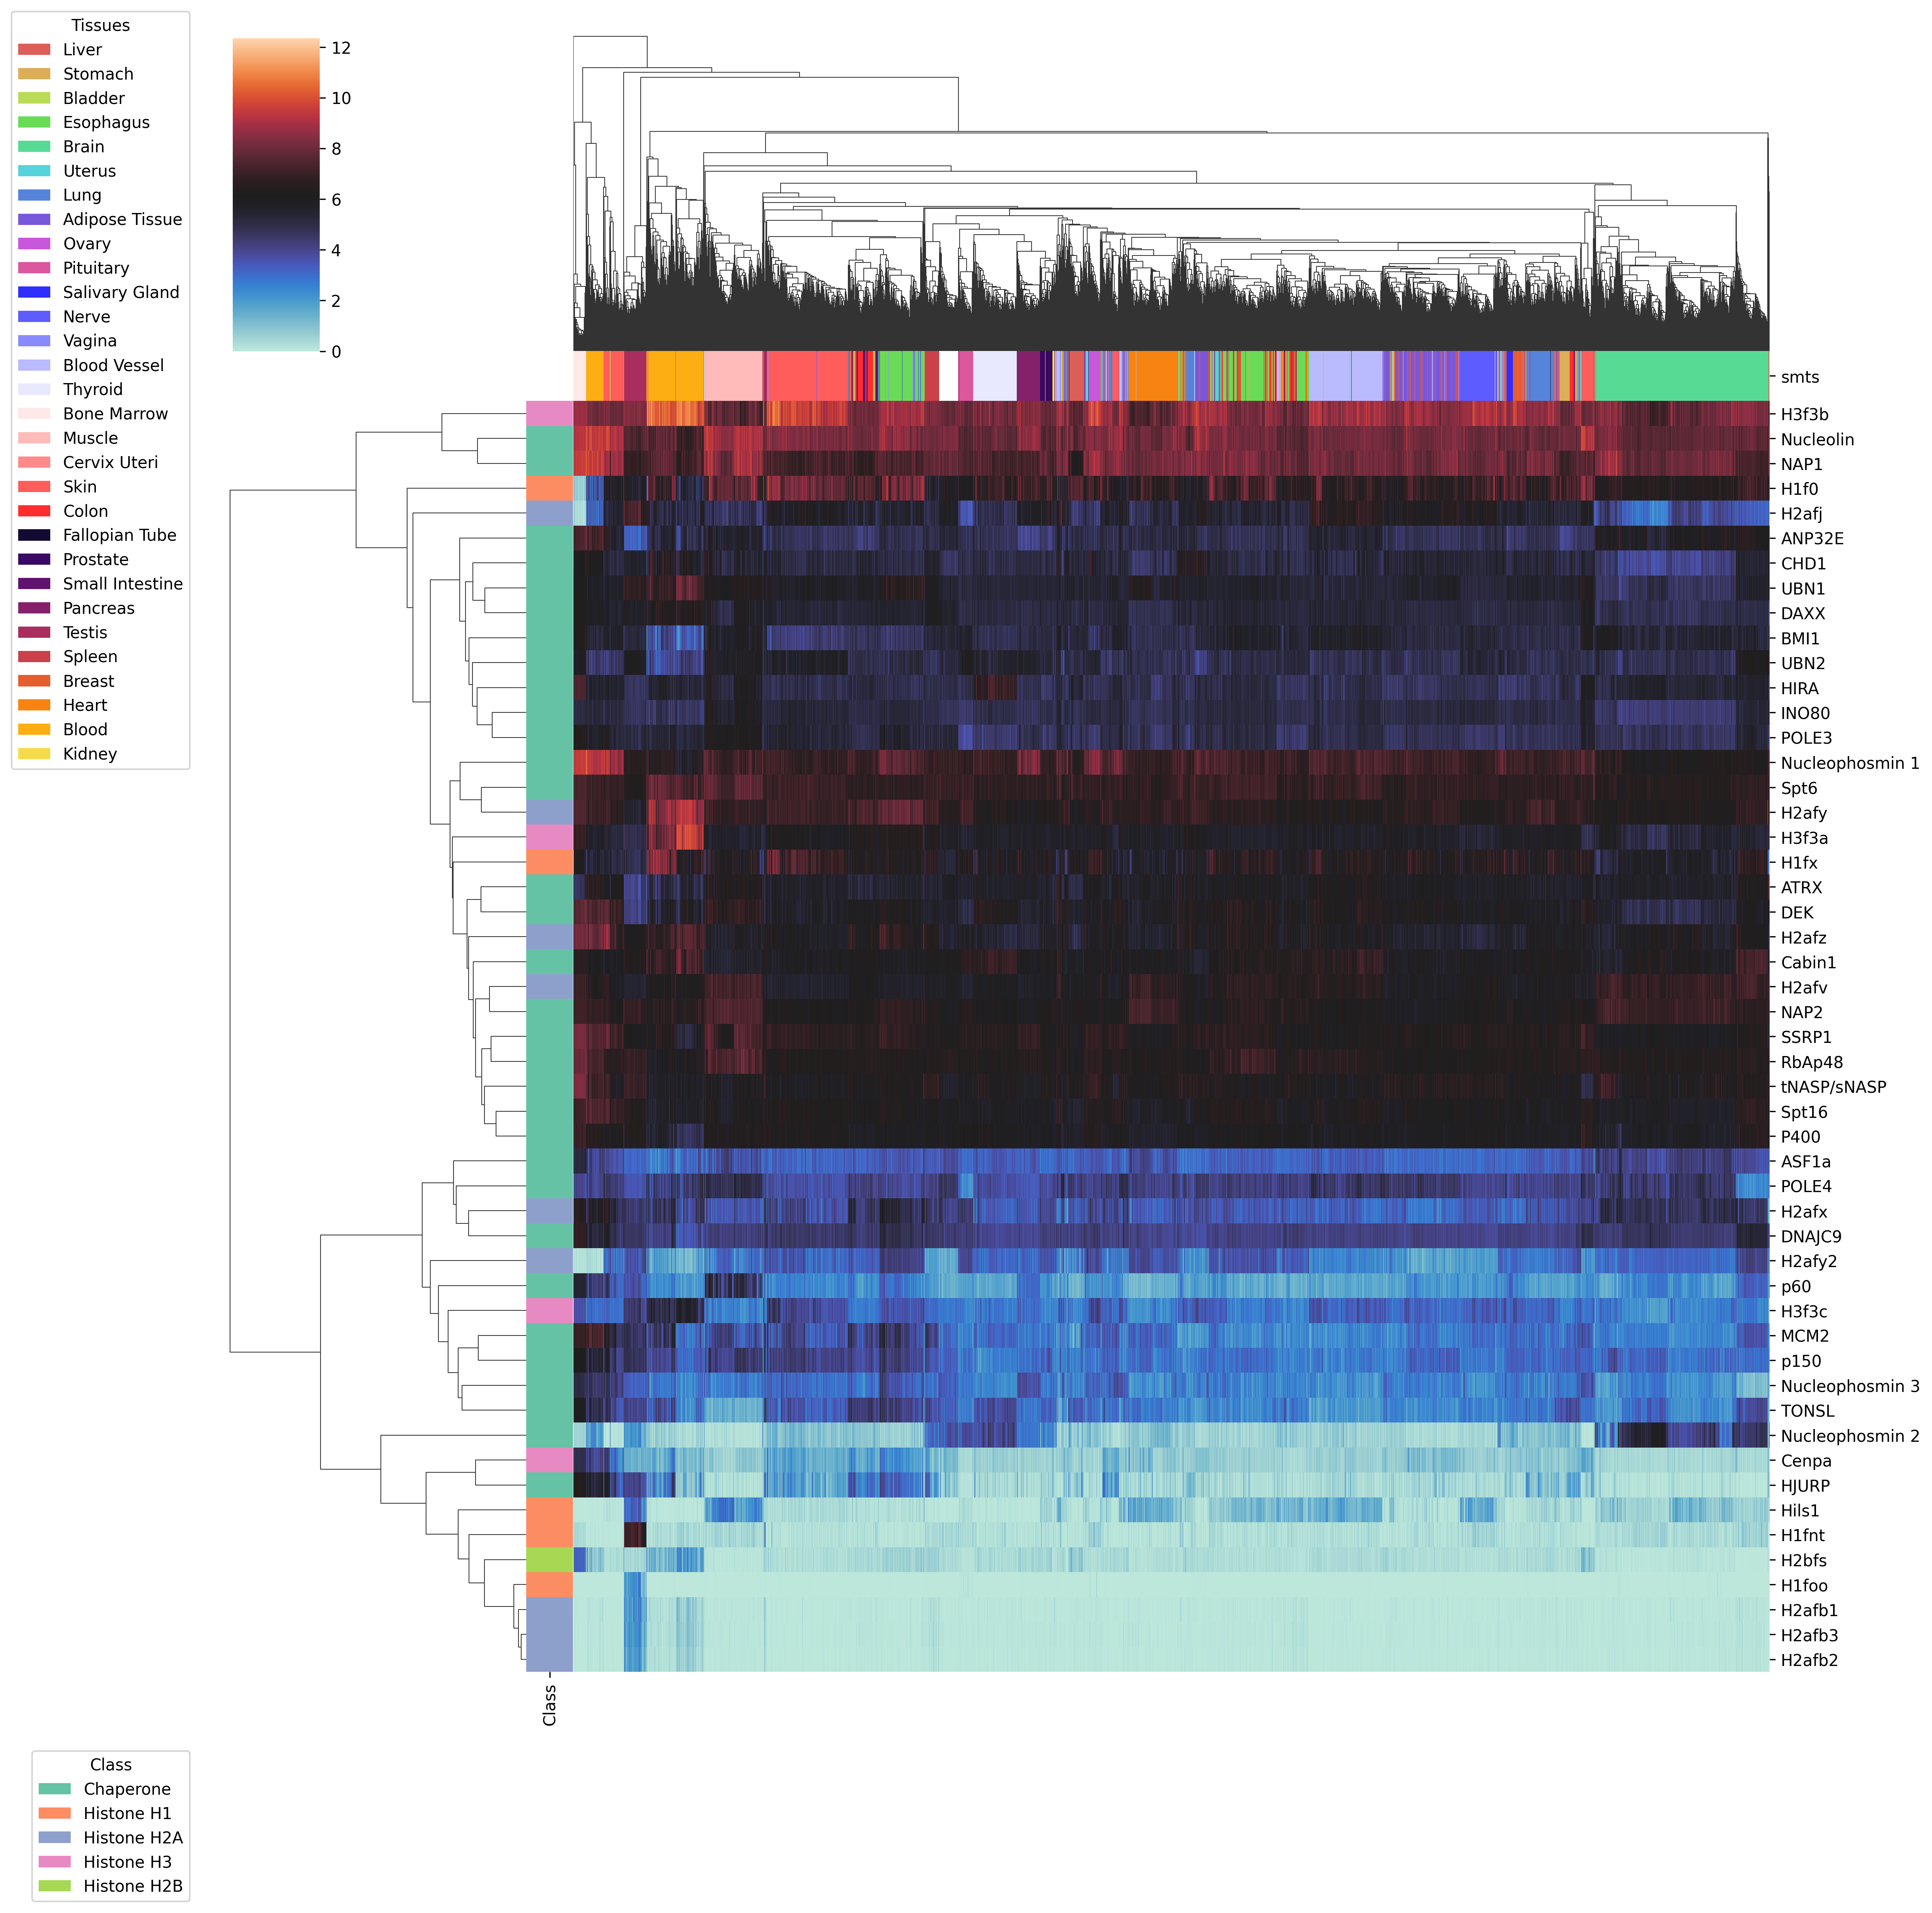 Tissues
Liver
Stomach
Bladder
Esophagus
Brain
Uterus
Lung
Adipose Tissue
Ovary
Pituitary
Salivary Gland
Nerve
Vagina
Blood Vessel
Thyroid
Bone Marrow
Muscle
Cervix Uteri
Skin
Colon
Fallopian Tube
Prostate
Small Intestine
Pancreas
Testis
Spleen
Breast
Heart
Blood
Kidney
12
10
8
6
4
2
0
smts
H3f3b
Nucleolin
NAP1
H1f0
H2afj
ANP32E
CHD1
UBN1
DAXX
BMI1
UBN2
HIRA
INO80
POLE3
Nucleophosmin 1
Spt6
H2afy
H3f3a
H1fx
ATRX
DEK
H2afz
Cabin1
H2afv
NAP2
SSRP1
RbAp48
tNASP/sNASP
Spt16
P400
ASF1a
POLE4
H2afx
DNAJC9
H2afy2
p60
H3f3c
MCM2
p150
Nucleophosmin 3
TONSL
Nucleophosmin 2
Cenpa
HJURP
Hils1
H1fnt
H2bfs
H1foo
H2afb1
H2afb3
H2afb2
Class
Class
Chaperone
Histone H1
Histone H2A
Histone H3
Histone H2B